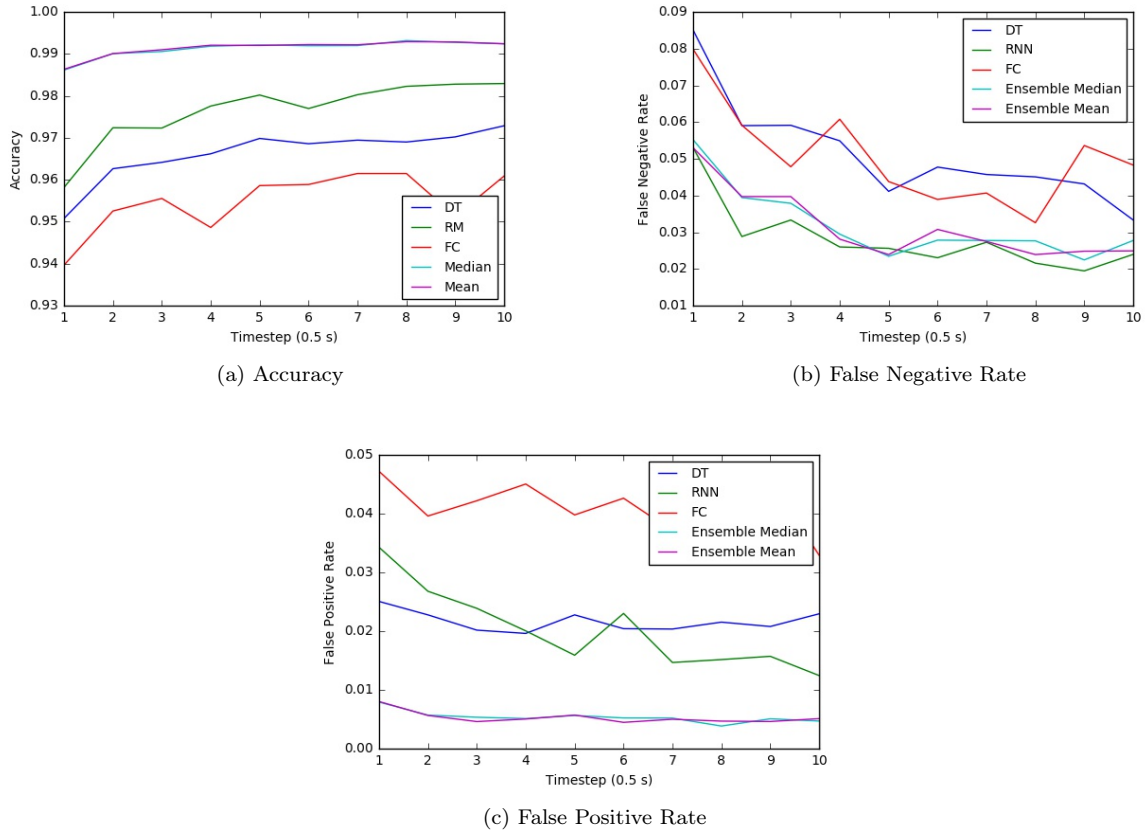 1.00
0.99
0.98
0.97
0.96
0.95
0.94
0.93
Accuracy
DT
RM
FC
Median
Mean
1 2 3 4 5 6 7 8 9 10
Timestep (0.5 s)
(a) Accuracy
0.09
0.08
0.07
0.06
0.05
0.04
0.03
0.02
0.01
False Negative Rate
DT
RNN
FC
Ensemble Median
Ensemble Mean
1 2 3 4 5 6 7 8 9 10
Timestep (0.5 s)
(b) False Negative Rate
0.05
0.04
0.03
0.02
0.01
0.00
False Positive Rate
DT
RNN
FC
Ensemble Median
Ensemble Mean
1 2 3 4 5 6 7 8 9 10
Timestep (0.5 s)
(c) False Positive Rate